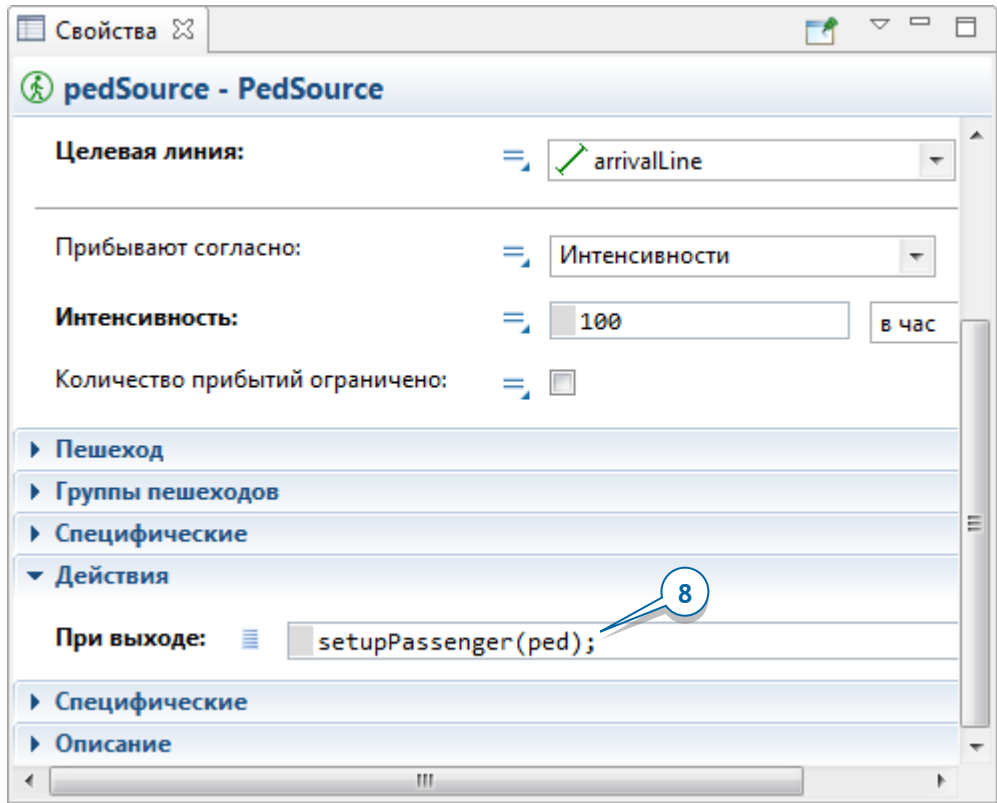 Свойства
pedSource - PedSource
Целевая линия: arrivalLine
Прибывают согласно: Интенсивности
Интенсивность: 100 в час
Количество прибытий ограничено:
Пешеход
Группы пешеходов
Специфические
Действия
8
При выходе: setupPassenger(ped);
Специфические
Описание